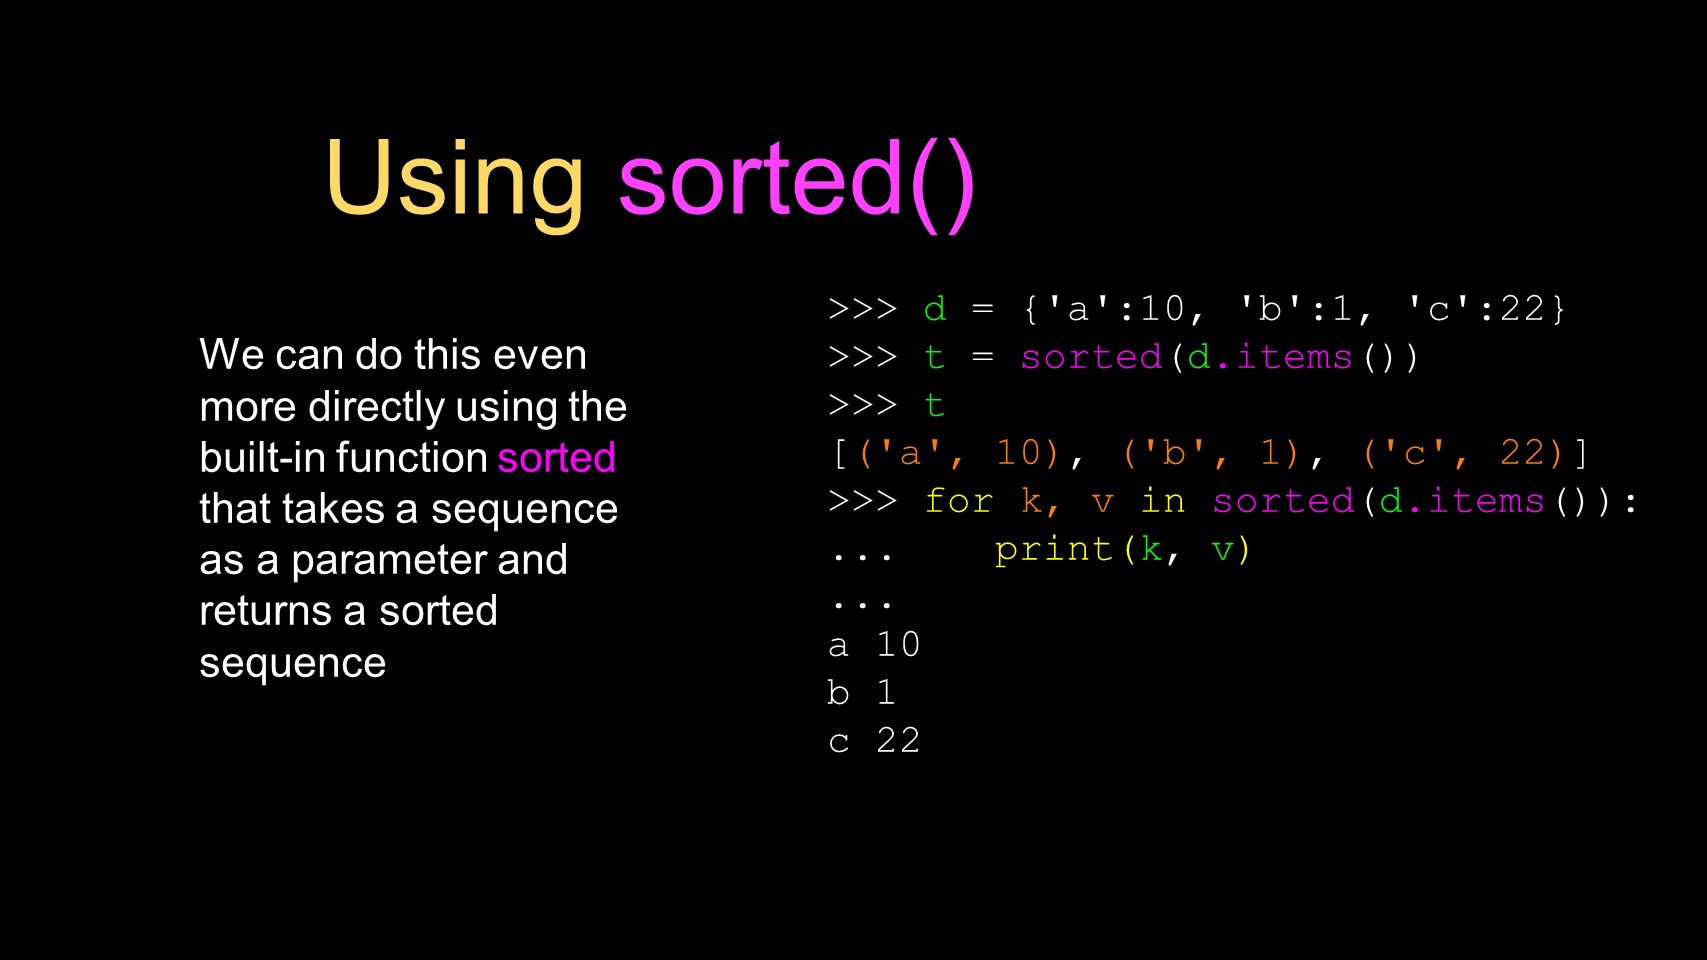 Using sorted()
We can do this even
more directly using the
built-in function sorted
that takes a sequence
as a parameter and
returns a sorted
sequence
>>> d = {'a':10, 'b':1, 'c':22}
>>> t = sorted(d.items())
>>> t
[('a', 10), ('b', 1), ('c', 22)]
>>> for k, v in sorted(d.items()):
...    print(k, v)
...
a 10
b 1
c 22